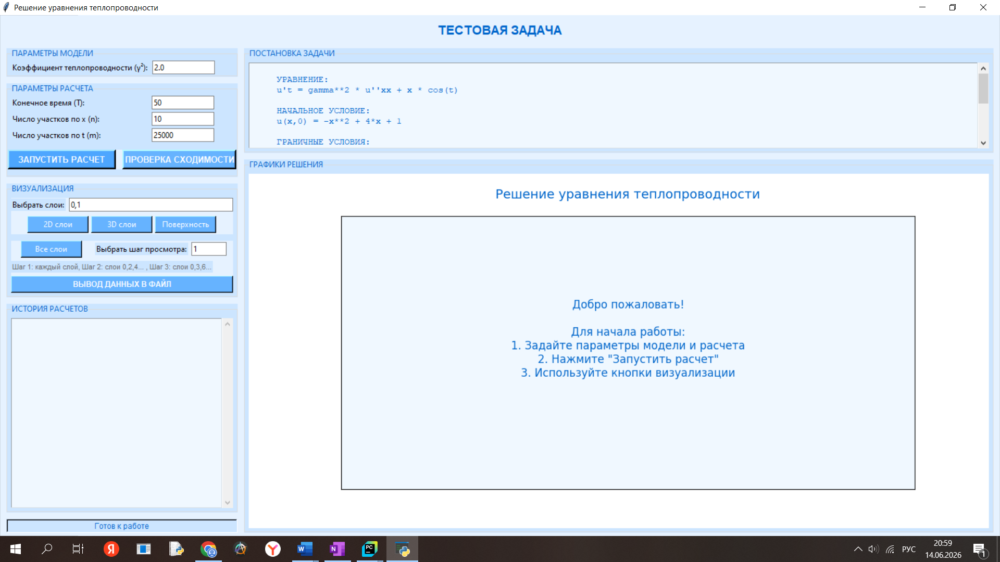 Решение уравнения теплопроводности
ТЕСТОВАЯ ЗАДАЧА
ПАРАМЕТРЫ МОДЕЛИ
Коэффициент теплопроводности (γ²): 2.0
ПАРАМЕТРЫ РАСЧЕТА
Конечное время (T): 50
Число участков по x (n): 10
Число участков по t (m): 25000
ЗАПУСТИТЬ РАСЧЕТ
ПРОВЕРКА СХОДИМОСТИ
ВИЗУАЛИЗАЦИЯ
Выбрать слои: 0,1
2D слои
3D слои
Поверхность
Все слои
Выбрать шаг просмотра: 1
Шаг 1: каждый слой, Шаг 2: слои 0,2,4... , Шаг 3: слои 0,3,6...
ВЫВОД ДАННЫХ В ФАЙЛ
ИСТОРИЯ РАСЧЕТОВ
Готов к работе
ПОСТАНОВКА ЗАДАЧИ
УРАВНЕНИЕ:
u't = gamma**2 * u''xx + x * cos(t)
НАЧАЛЬНОЕ УСЛОВИЕ:
u(x,0) = -x**2 + 4*x + 1
ГРАНИЧНЫЕ УСЛОВИЯ:
ГРАФИКИ РЕШЕНИЯ
Решение уравнения теплопроводности
Добро пожаловать!
Для начала работы:
1. Задайте параметры модели и расчета
2. Нажмите "Запустить расчет"
3. Используйте кнопки визуализации
Я
Y
W
N
PC
РУС
20:59
14.06.2026
1